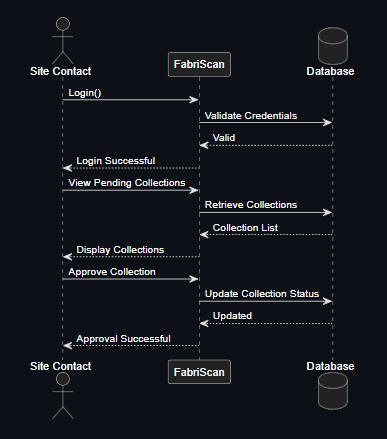 Site Contact
FabriScan
Database
Login()
Validate Credentials
Valid
Login Successful
View Pending Collections
Retrieve Collections
Collection List
Display Collections
Approve Collection
Update Collection Status
Updated
Approval Successful
Site Contact
FabriScan
Database